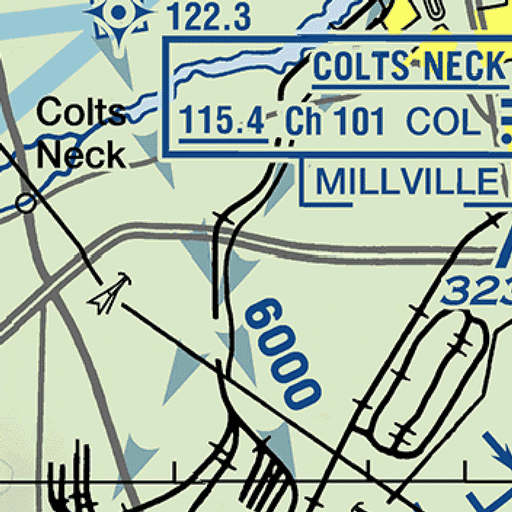 122.3
COLTS NECK
115.4 Ch 101 COL
Colts
Neck
MILLVILLE
323
6000